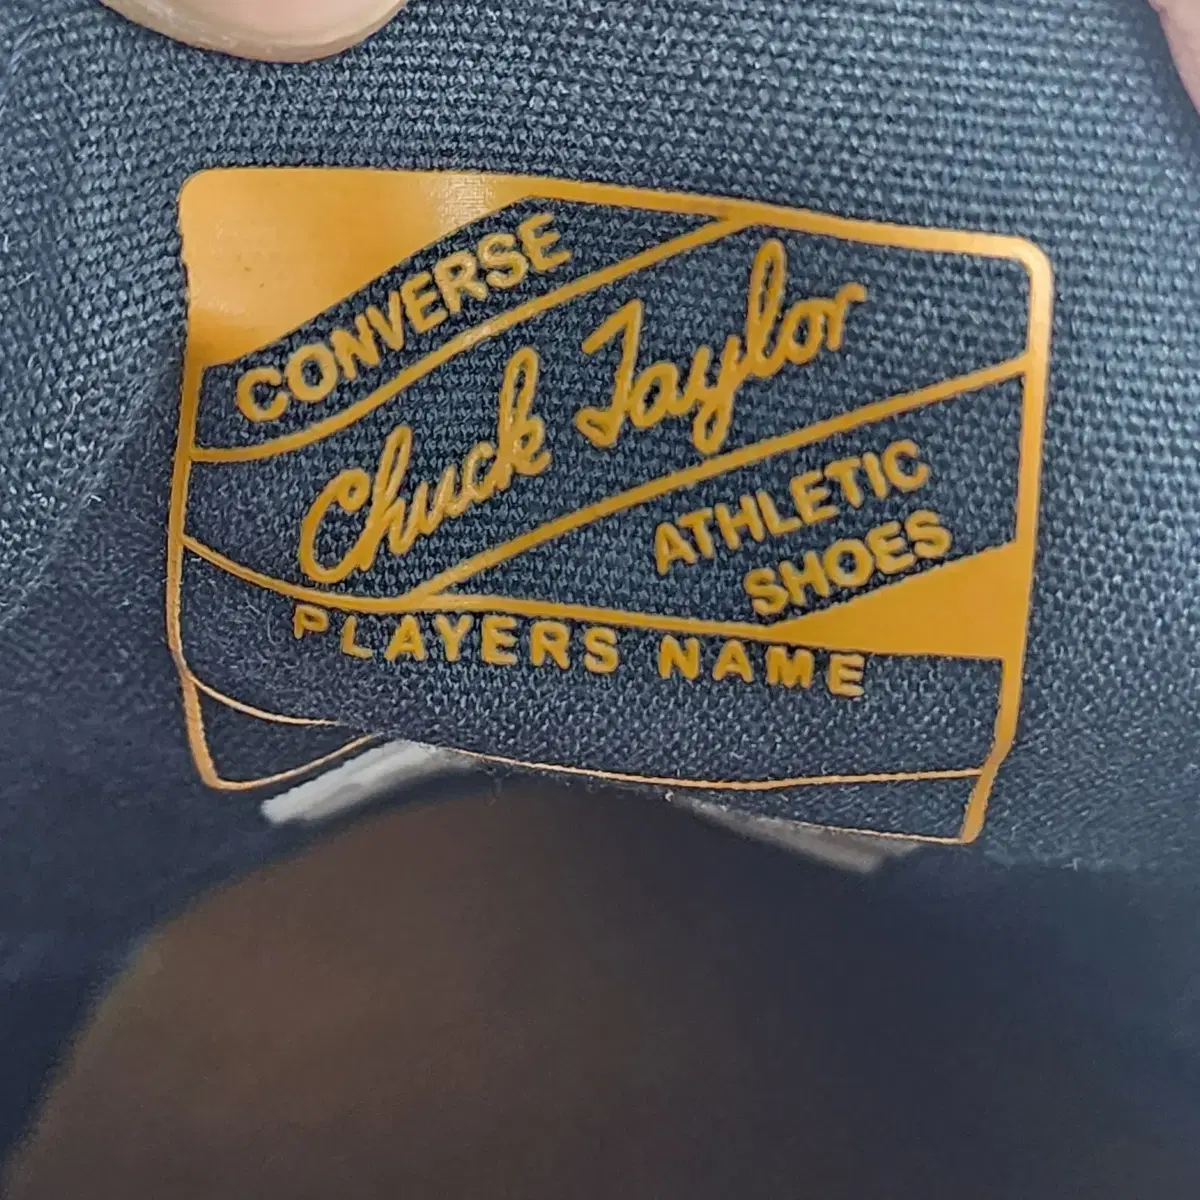 CONVERSE
Chuck Taylor
ATHLETIC
SHOES
PLAYERS NAME